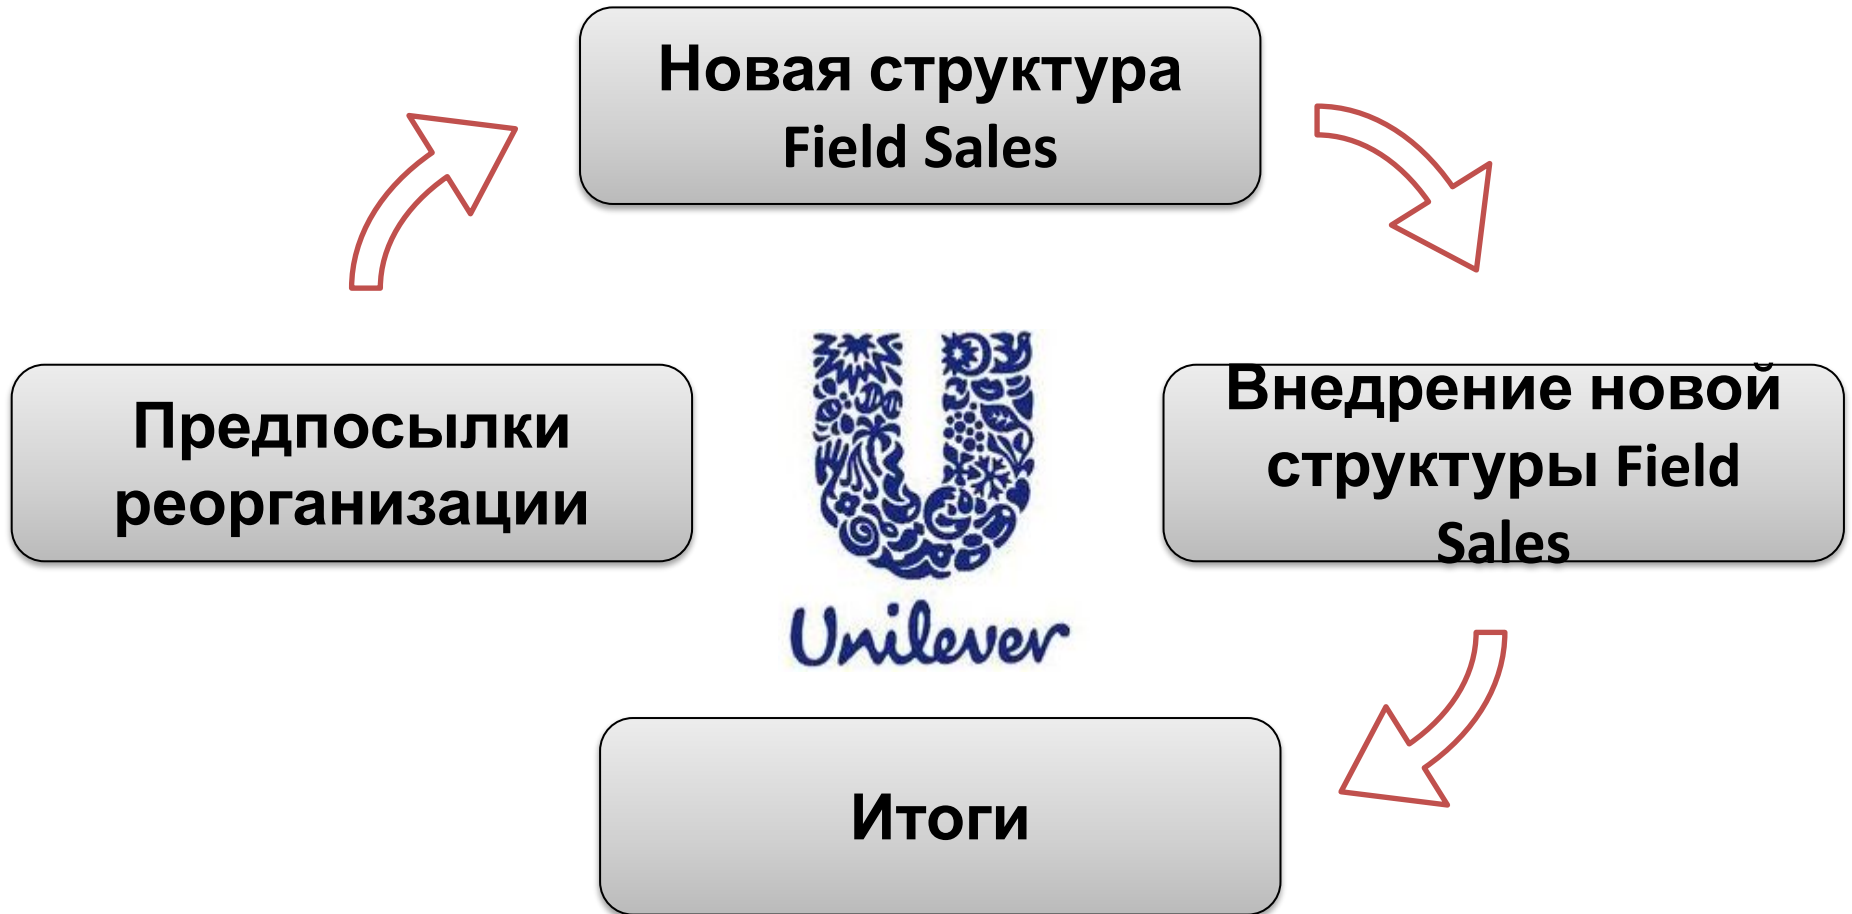 Новая структура
Field Sales
Предпосылки
реорганизации
Внедрение новой
структуры Field
Sales
Unilever
Итоги